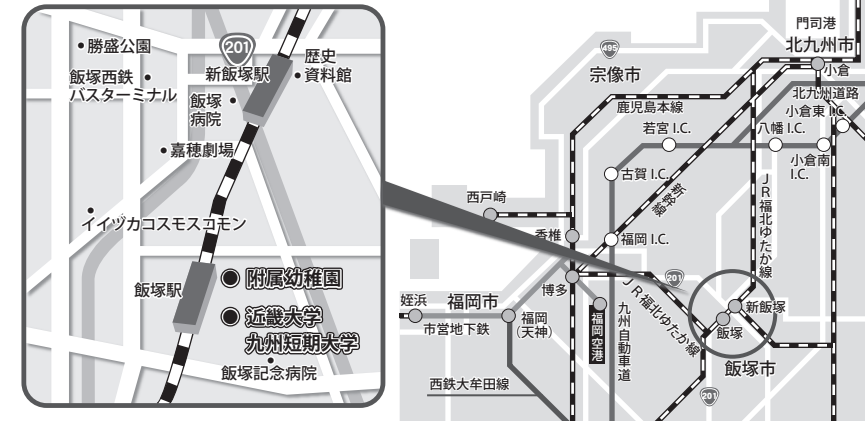 勝盛公園
201
新飯塚駅
歴史
資料館
飯塚西鉄
バスターミナル
飯塚
病院
嘉穂劇場
イイヅカコスモスコモン
飯塚駅
附属幼稚園
近畿大学
九州短期大学
飯塚記念病院
門司港
北九州市
495
宗像市
小倉
北九州道路
鹿児島本線
小倉東 I.C.
若宮 I.C.
八幡 I.C.
小倉南
I.C.
古賀 I.C.
新幹線
JR福北ゆたか線
西戸崎
香椎
福岡 I.C.
201
博多
JR福北ゆたか線
姪浜
福岡市
市営地下鉄
福岡
(天神)
福岡空港
九州自動車道
新飯塚
飯塚
飯塚市
西鉄大牟田線
201